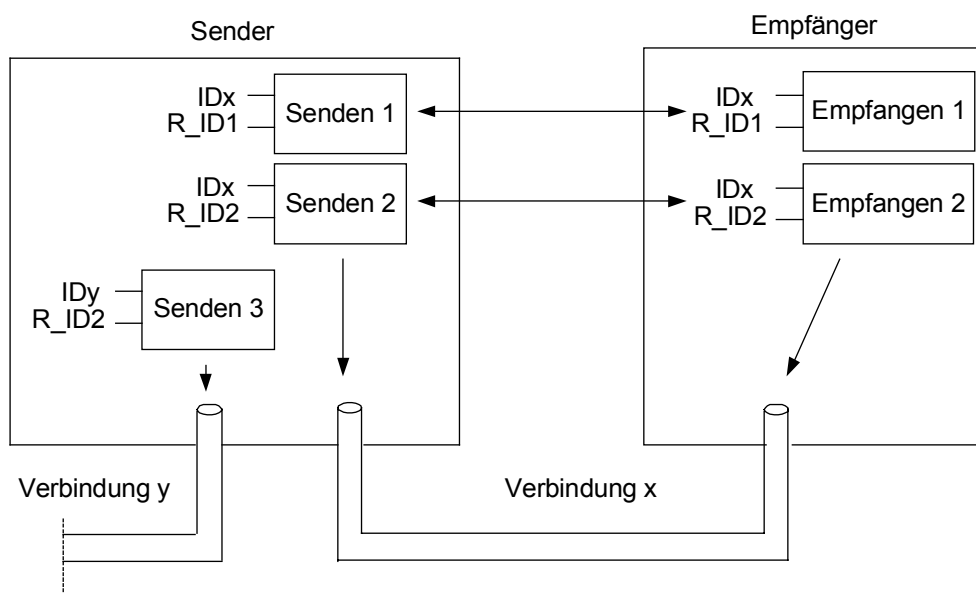 Sender
Empfänger
IDx
R_ID1
Senden 1
IDx
R_ID1
Empfangen 1
IDx
R_ID2
Senden 2
IDx
R_ID2
Empfangen 2
IDy
R_ID2
Senden 3
Verbindung y
Verbindung x